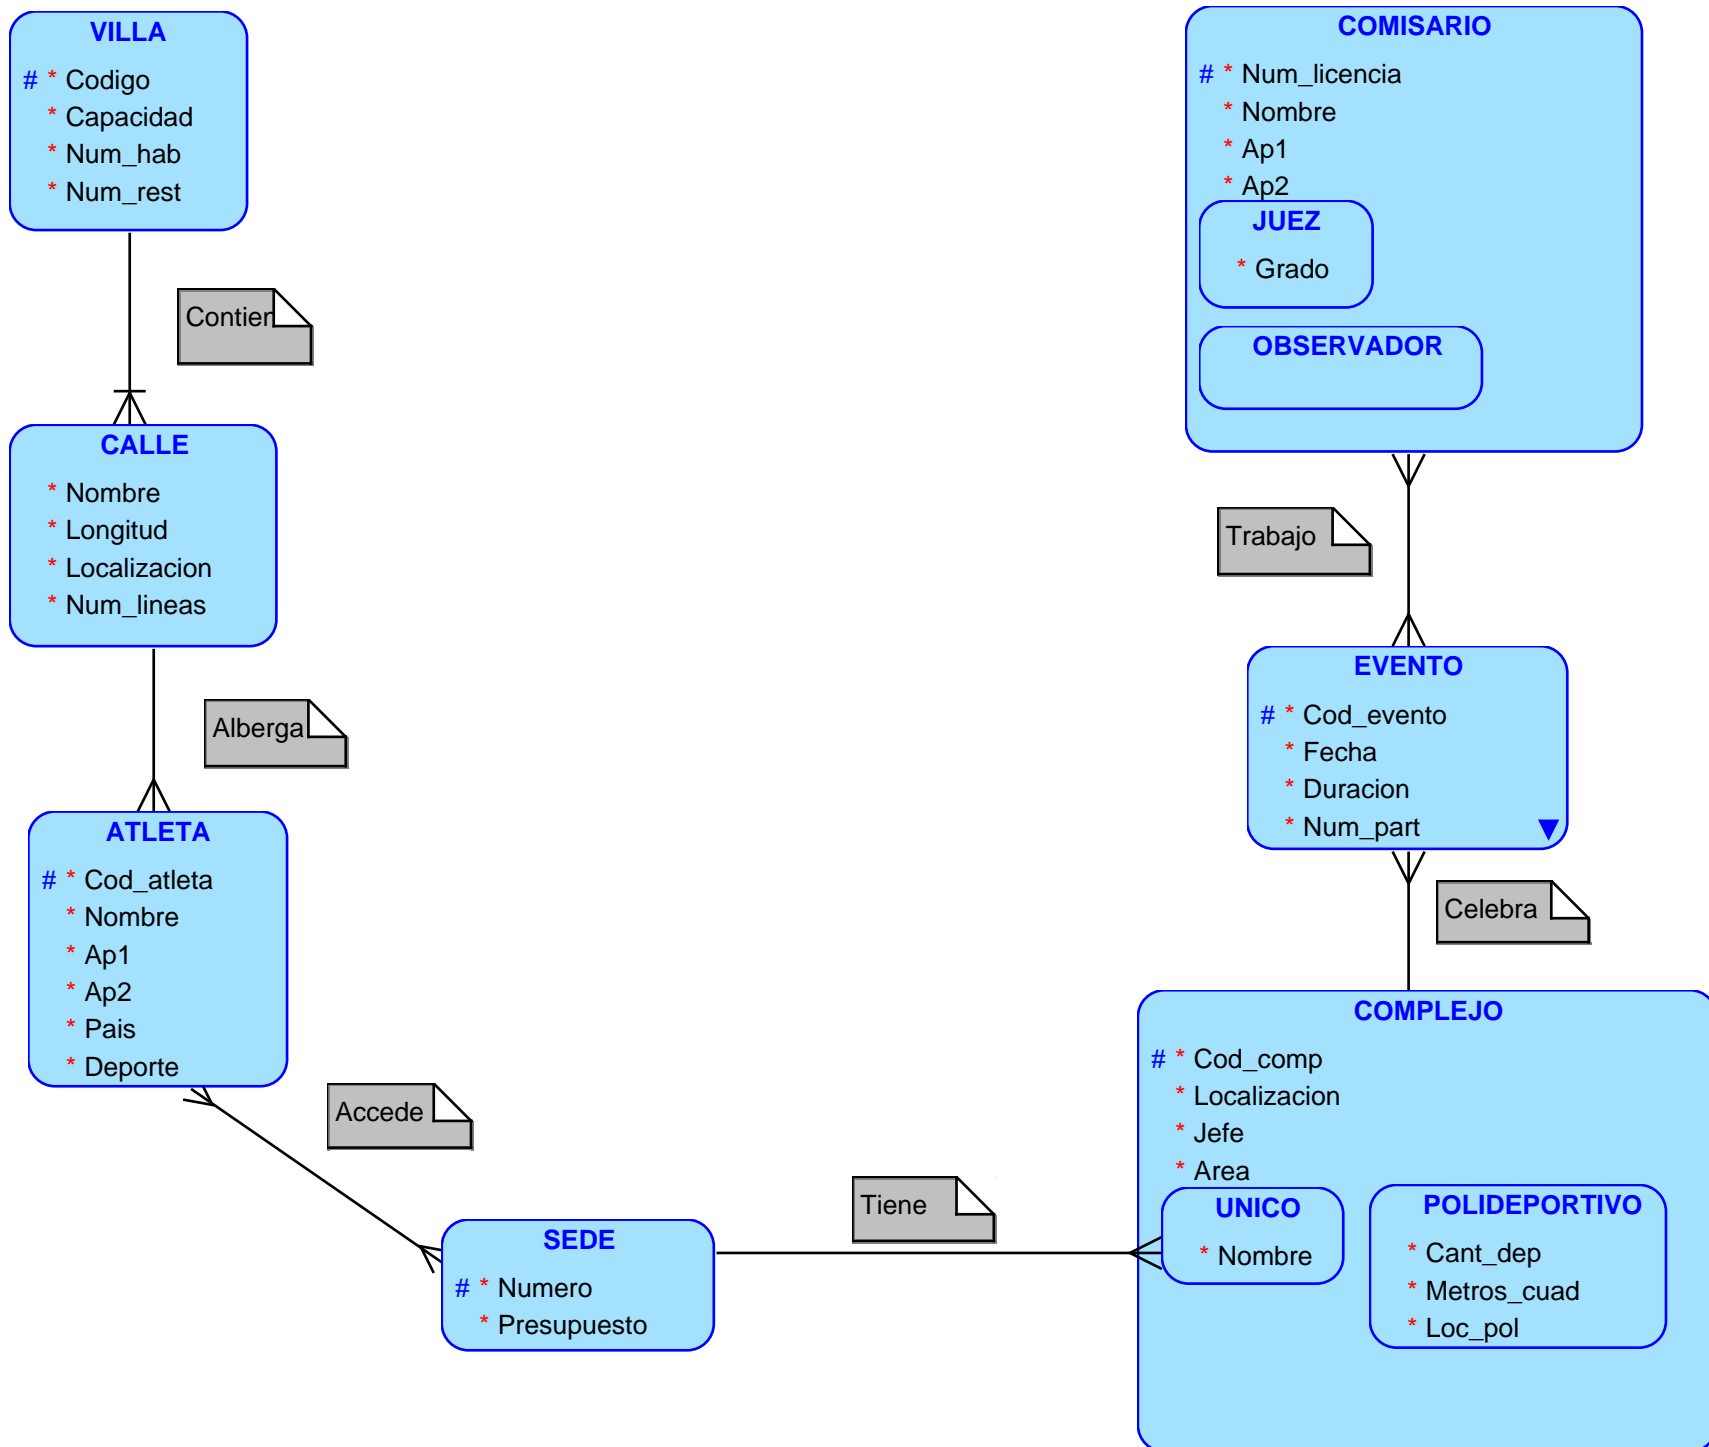 VILLA
# * Codigo
* Capacidad
* Num_hab
* Num_rest
Contien
CALLE
* Nombre
* Longitud
* Localizacion
* Num_lineas
Alberga
ATLETA
# * Cod_atleta
* Nombre
* Ap1
* Ap2
* Pais
* Deporte
Accede
SEDE
# * Numero
* Presupuesto
Tiene
COMISARIO
# * Num_licencia
* Nombre
* Ap1
* Ap2
JUEZ
* Grado
OBSERVADOR
Trabajo
EVENTO
# * Cod_evento
* Fecha
* Duracion
* Num_part
Celebra
COMPLEJO
# * Cod_comp
* Localizacion
* Jefe
* Area
UNICO
* Nombre
POLIDEPORTIVO
* Cant_dep
* Metros_cuad
* Loc_pol